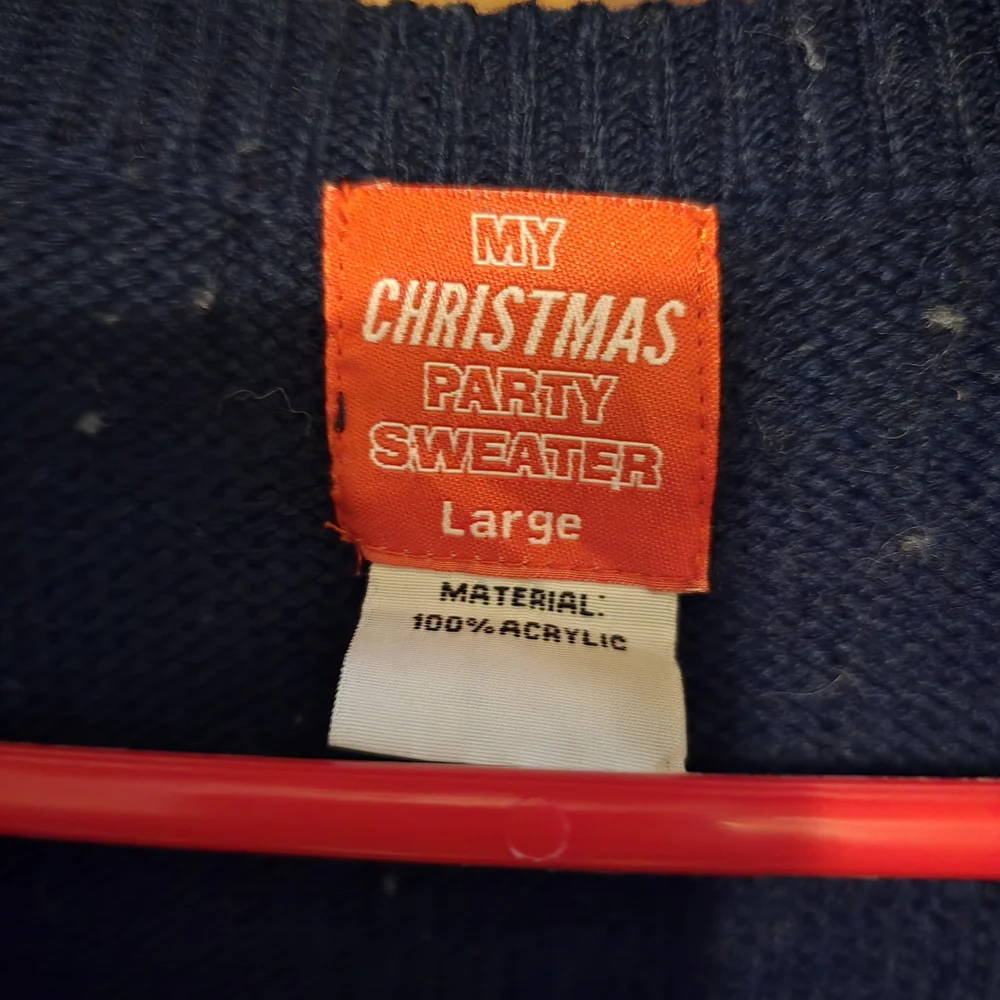 MY
CHRISTMAS
PARTY
SWEATER
Large
MATERIAL:
100% ACRYLIC